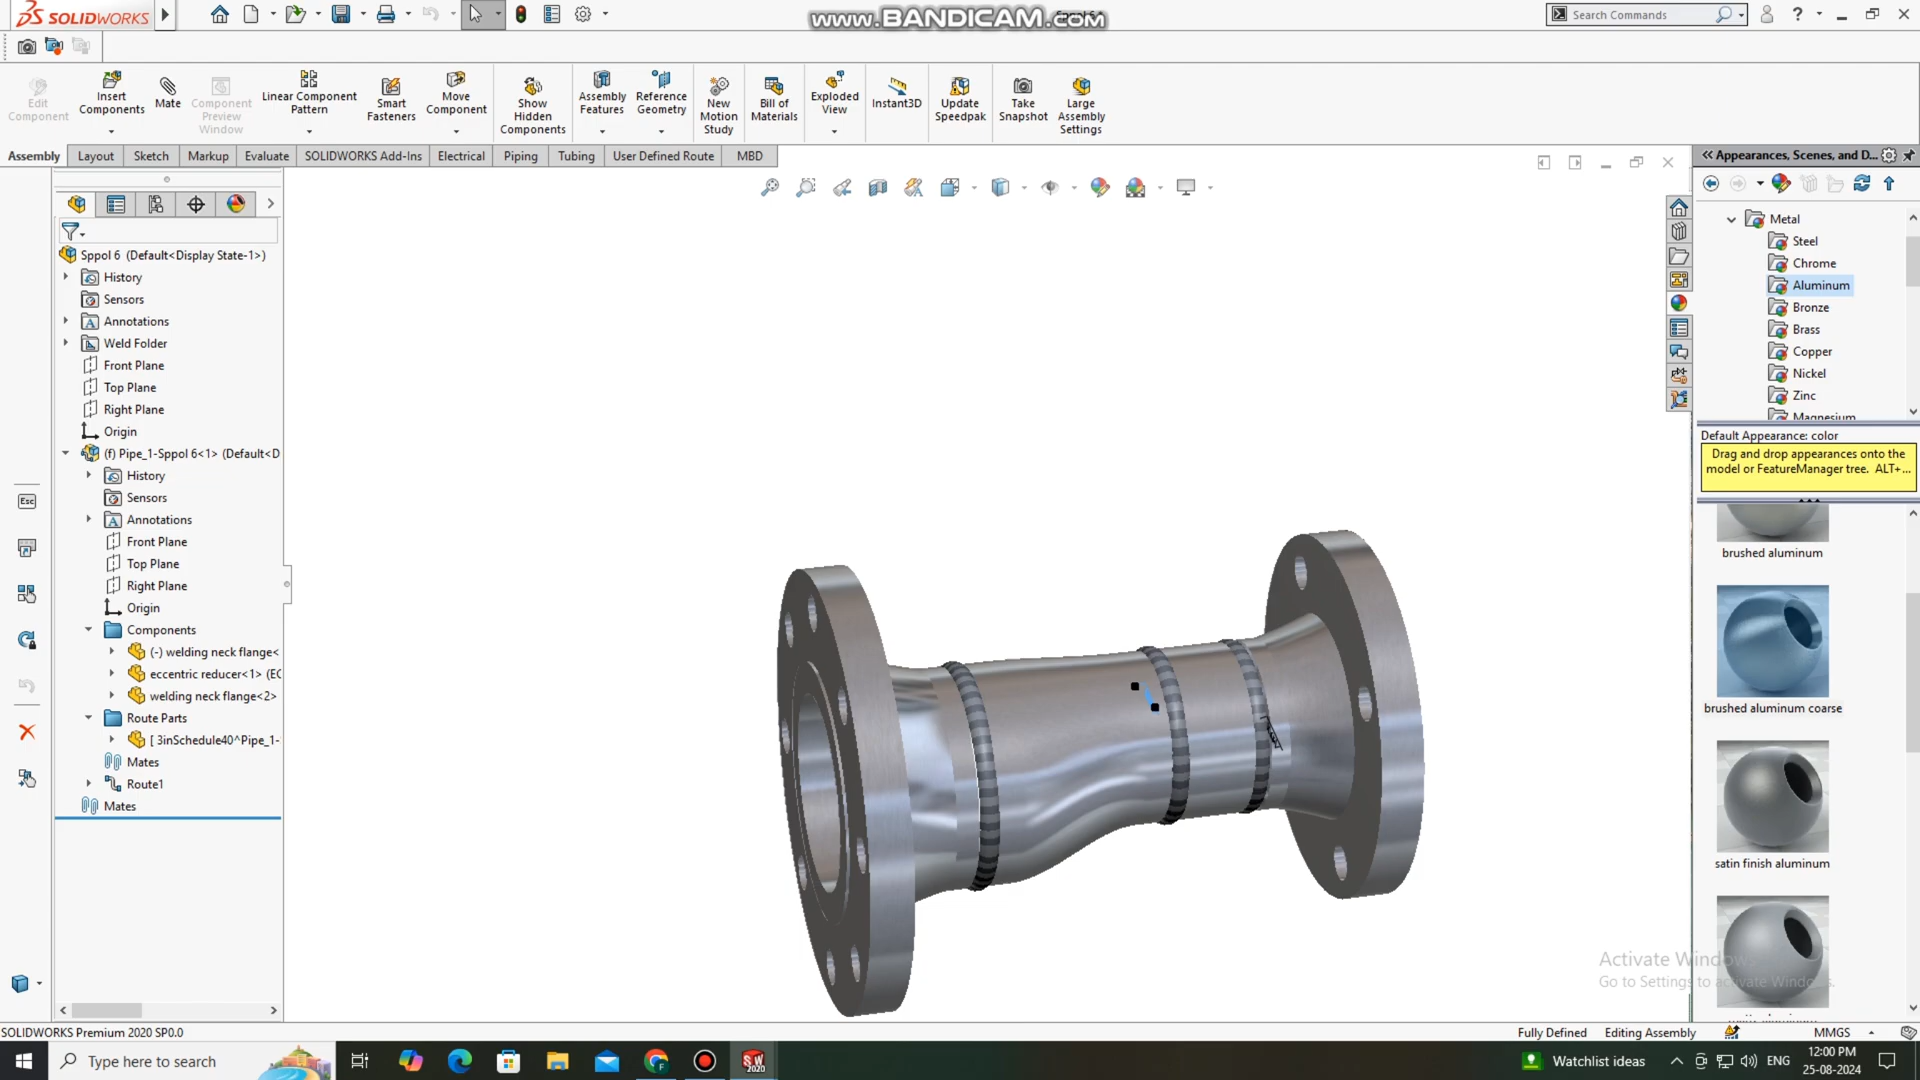 SOLIDWORKS
www.BANDICAM.com
Search Commands
Edit Component
Insert Components
Mate
Component Preview Window
Linear Component Pattern
Smart Fasteners
Move Component
Show Hidden Components
Assembly Features
Reference Geometry
New Motion Study
Bill of Materials
Exploded View
Instant3D
Update Speedpak
Take Snapshot
Large Assembly Settings
Assembly
Layout
Sketch
Markup
Evaluate
SOLIDWORKS Add-Ins
Electrical
Piping
Tubing
User Defined Route
MBD
Appearances, Scenes, and D...
Sppol 6 (Default<Display State-1>)
History
Sensors
Annotations
Weld Folder
Front Plane
Top Plane
Right Plane
Origin
(f) Pipe_1-Sppol 6<1> (Default<D
History
Sensors
Annotations
Front Plane
Top Plane
Right Plane
Origin
Components
(-) welding neck flange<
eccentric reducer<1> (EC
welding neck flange<2>
Route Parts
[ 3inSchedule40^Pipe_1-
Mates
Route1
Mates
Esc
Metal
Steel
Chrome
Aluminum
Bronze
Brass
Copper
Nickel
Zinc
Magnesium
Default Appearance: color
Drag and drop appearances onto the
model or FeatureManager tree. ALT+...
brushed aluminum
brushed aluminum coarse
satin finish aluminum
Activate Windows
Go to Settings to activate Windows.
SOLIDWORKS Premium 2020 SP0.0
Fully Defined
Editing Assembly
MMGS
Type here to search
SW
2020
Watchlist ideas
ENG
12:00 PM
25-08-2024